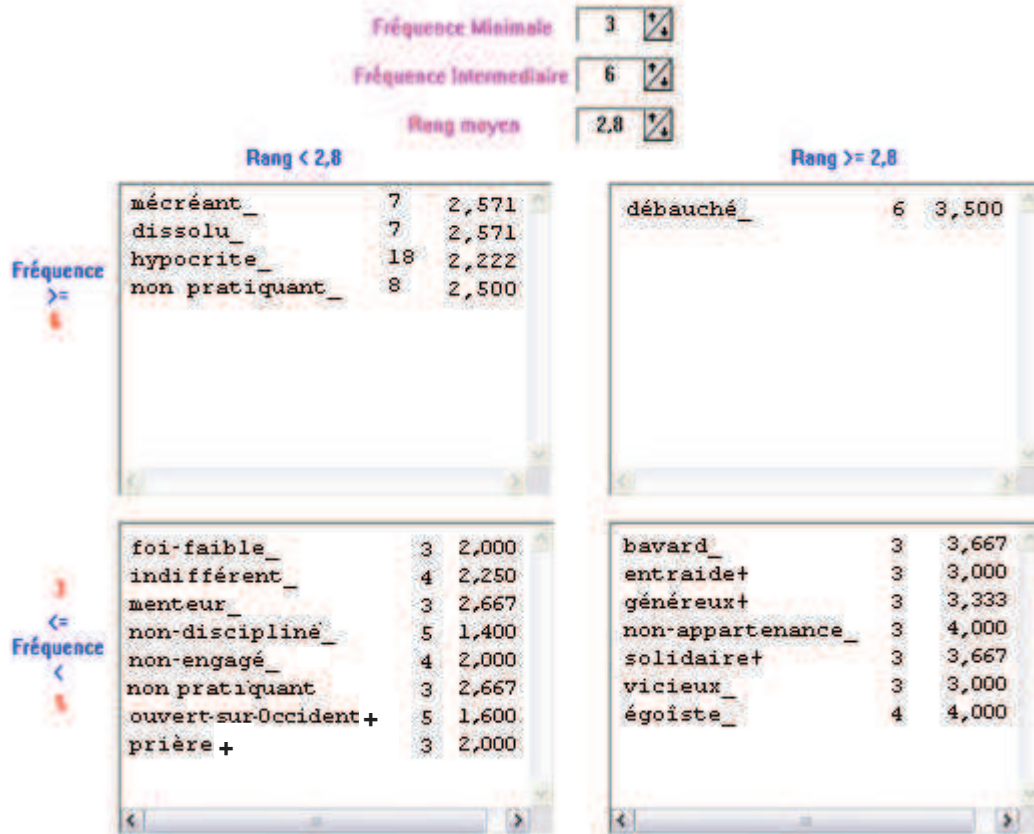 Fréquence Minimale 3
Fréquence Intermediaire 6
Rang moyen 2,8
Rang < 2,8
Rang >= 2,8
Fréquence
>=
6
mécréant_ 7 2,571
dissolu_ 7 2,571
hypocrite_ 18 2,222
non pratiquant_ 8 2,500
débauché_ 6 3,500
3
<=
Fréquence
<
6
foi-faible_ 3 2,000
indifférent_ 4 2,250
menteur_ 3 2,667
non-discipliné_ 5 1,400
non-engagé_ 4 2,000
non pratiquant 3 2,667
ouvert-sur-Occident + 5 1,600
prière + 3 2,000
bavard_ 3 3,667
entraide+ 3 3,000
généreux+ 3 3,333
non-appartenance_ 3 4,000
solidaire+ 3 3,667
vicieux_ 3 3,000
égoïste_ 4 4,000